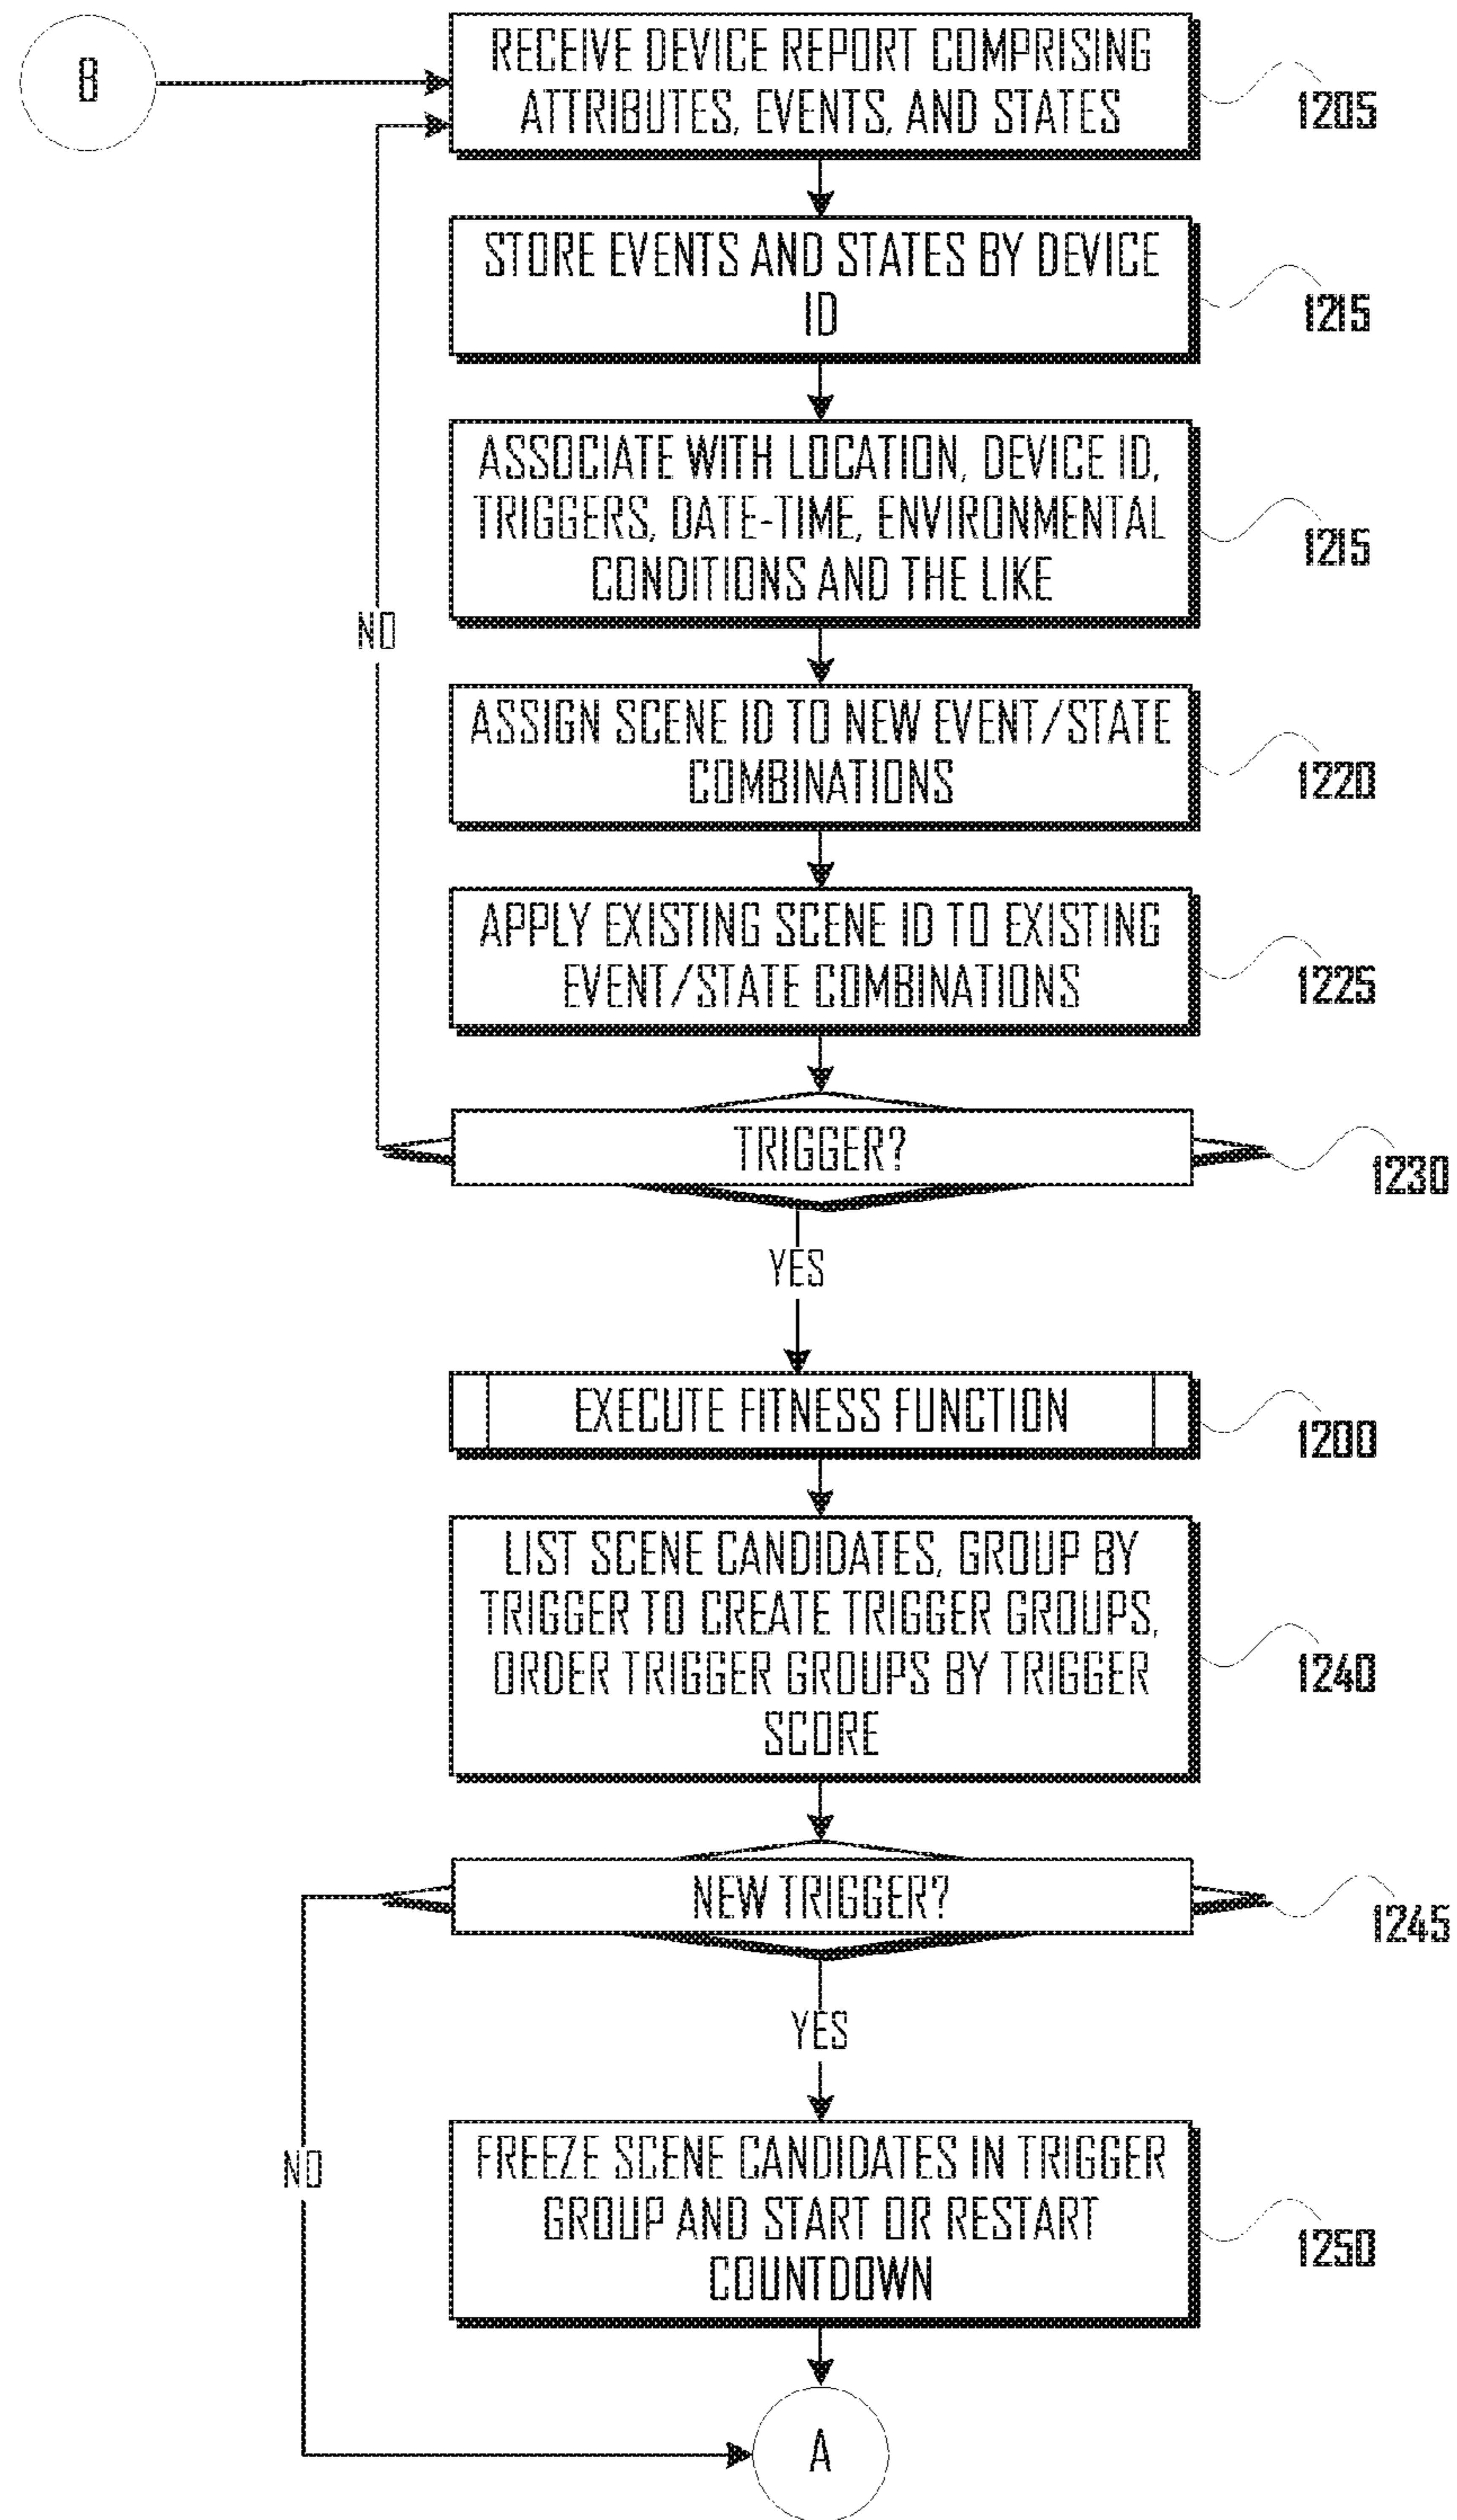 B
RECEIVE DEVICE REPORT COMPRISING
ATTRIBUTES, EVENTS, AND STATES
1205
STORE EVENTS AND STATES BY DEVICE
ID
1215
ASSOCIATE WITH LOCATION, DEVICE ID,
TRIGGERS, DATE-TIME, ENVIRONMENTAL
CONDITIONS AND THE LIKE
1215
NO
ASSIGN SCENE ID TO NEW EVENT/STATE
COMBINATIONS
1220
APPLY EXISTING SCENE ID TO EXISTING
EVENT/STATE COMBINATIONS
1225
TRIGGER?
1230
YES
EXECUTE FITNESS FUNCTION
1200
LIST SCENE CANDIDATES, GROUP BY
TRIGGER TO CREATE TRIGGER GROUPS,
ORDER TRIGGER GROUPS BY TRIGGER
SCORE
1240
NEW TRIGGER?
1245
YES
NO
FREEZE SCENE CANDIDATES IN TRIGGER
GROUP AND START OR RESTART
COUNTDOWN
1250
A